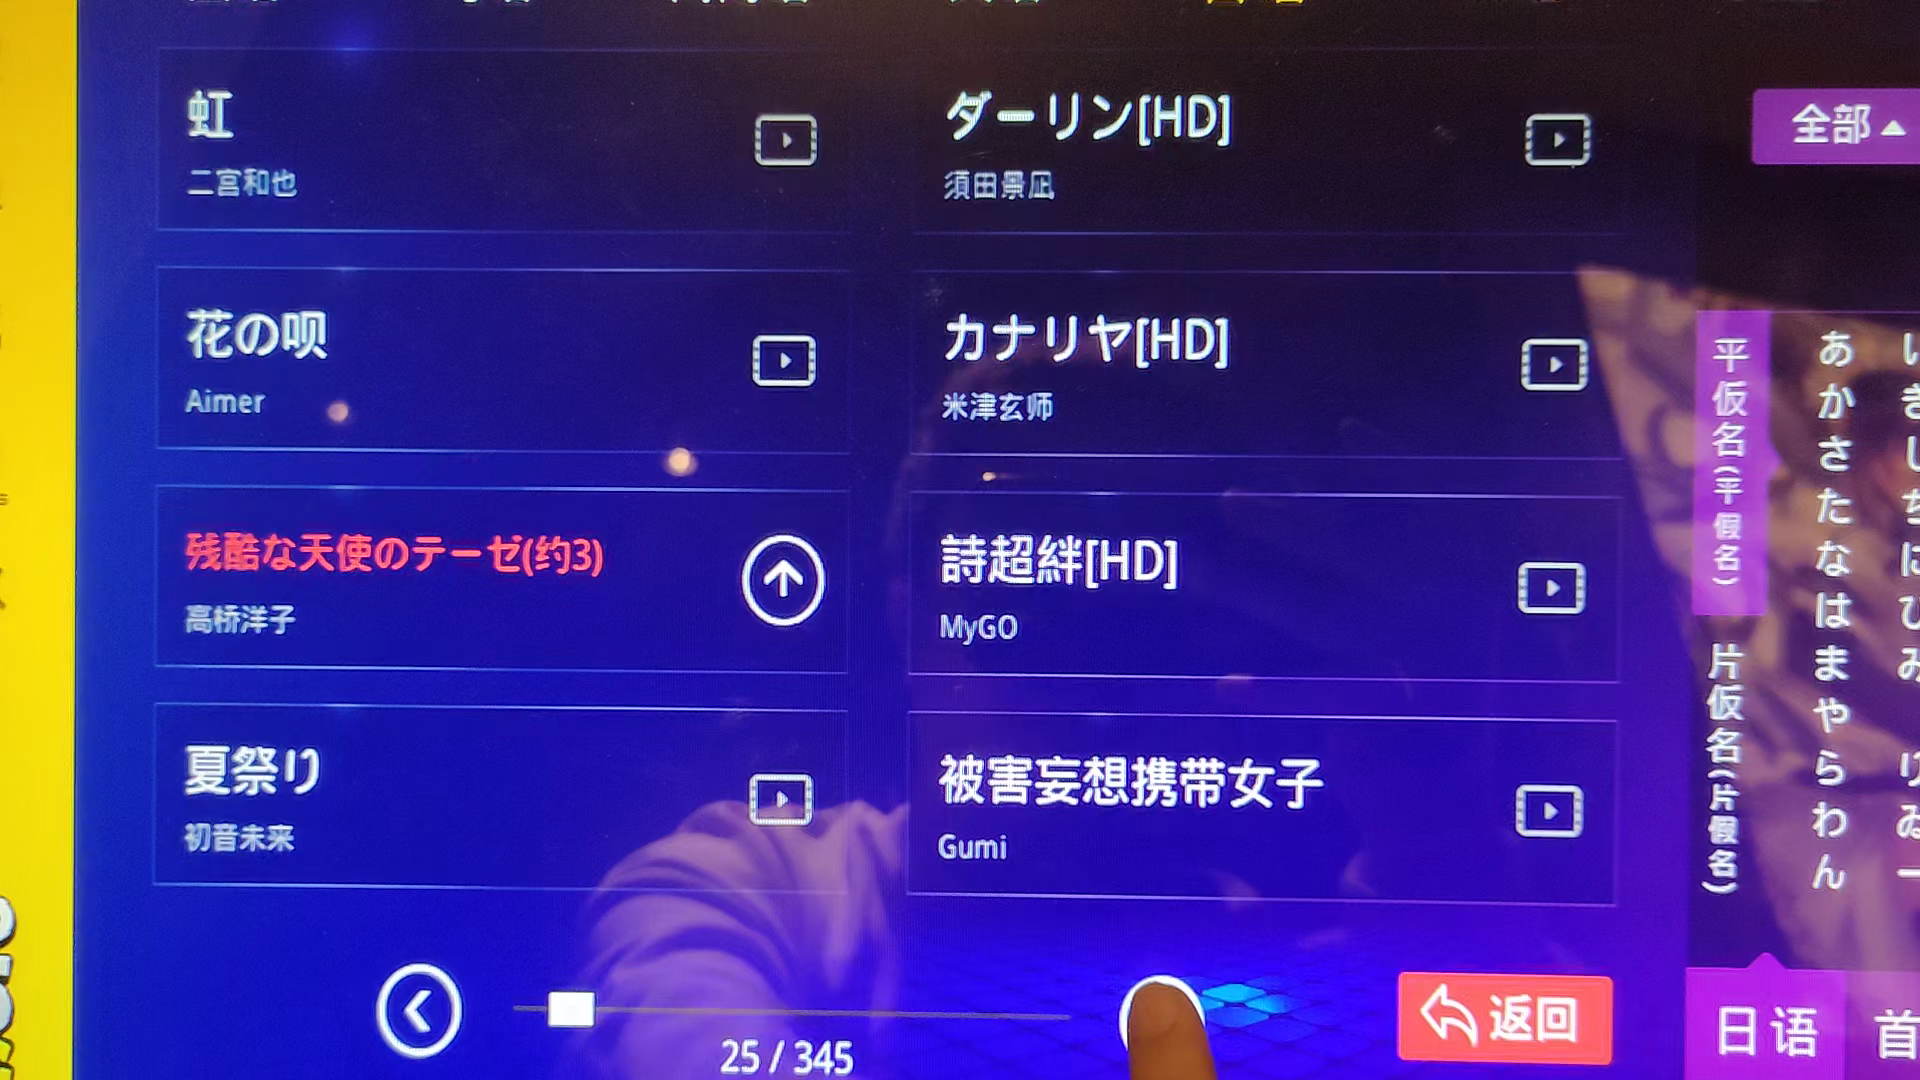 虹
二宫和也
ダーリン[HD]
須田景凪
全部
花の呗
Aimer
カナリヤ[HD]
米津玄师
残酷な天使のテーゼ(约3)
高桥洋子
詩超絆[HD]
MyGO
夏祭り
初音未来
被害妄想携带女子
Gumi
平仮名(平假名)
片仮名(片假名)
あ
か
さ
た
な
は
ま
や
ら
わ
ん
25 / 345
返回
日语
首